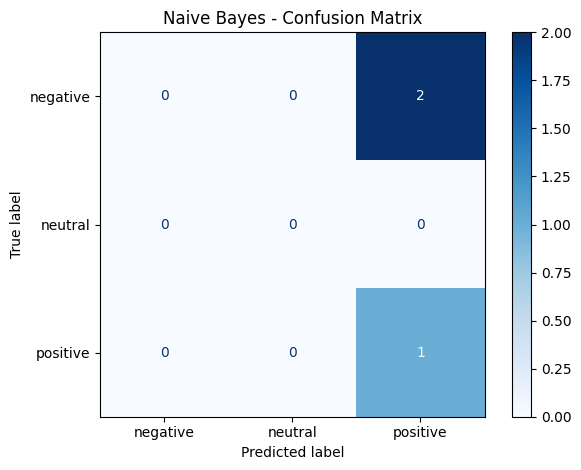 Naive Bayes - Confusion Matrix
True label
negative
0 0 2
neutral
0 0 0
positive
0 0 1
negative neutral positive
Predicted label
2.00
1.75
1.50
1.25
1.00
0.75
0.50
0.25
0.00